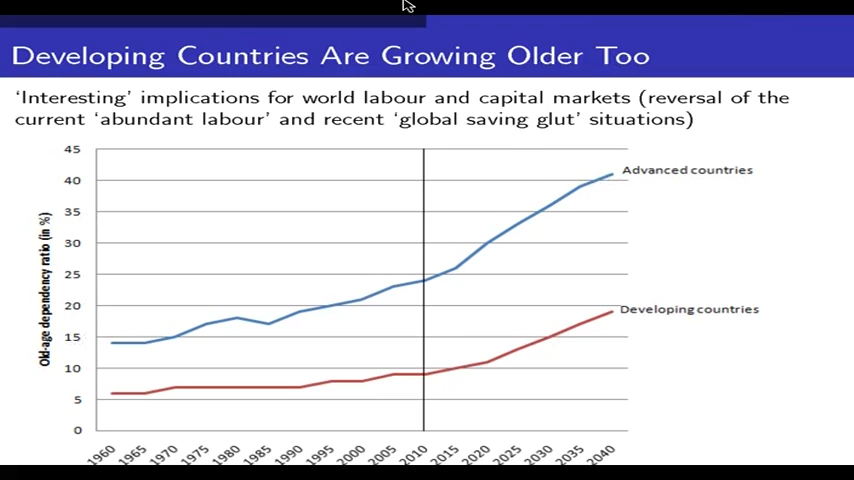 Developing Countries Are Growing Older Too
‘Interesting’ implications for world labour and capital markets (reversal of the
current ‘abundant labour’ and recent ‘global saving glut’ situations)
45
40
35
30
25
20
15
10
5
0
Old-age dependency ratio (in %)
Advanced countries
Developing countries
1960 1965 1970 1975 1980 1985 1990 1995 2000 2005 2010 2015 2020 2025 2030 2035 2040